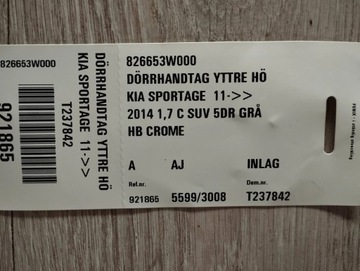 826653W000
DÖRRHANDTAG YTTRE HÖ
KIA SPORTAGE 11->>
T237842
921865
826653W000
DÖRRHANDTAG YTTRE HÖ
KIA SPORTAGE 11->>
2014 1,7 C SUV 5DR GRÅ
HB CROME
A AJ INLAG
Ref.nr. Dem.nr.
921865 5599/3008 T237842